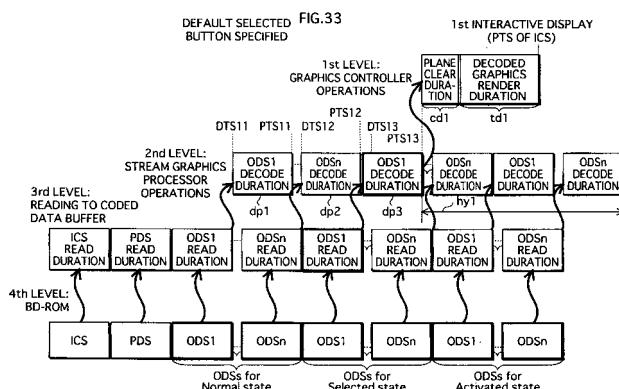 FIG.33
DEFAULT SELECTED
BUTTON SPECIFIED
1st INTERACTIVE DISPLAY
(PTS OF ICS)
1st LEVEL:
GRAPHICS CONTROLLER
OPERATIONS
PLANE
CLEAR
DURA-
TION
DECODED
GRAPHICS
RENDER
DURATION
cd1
td1
DTS11
PTS11
DTS12
PTS12
DTS13
PTS13
2nd LEVEL:
STREAM GRAPHICS
PROCESSOR
OPERATIONS
ODS1
DECODE
DURATION
ODSn
DECODE
DURATION
ODS1
DECODE
DURATION
ODSn
DECODE
DURATION
ODS1
DECODE
DURATION
ODSn
DECODE
DURATION
dp1
dp2
dp3
hy1
3rd LEVEL:
READING TO CODED
DATA BUFFER
ICS
READ
DURATION
PDS
READ
DURATION
ODS1
READ
DURATION
ODSn
READ
DURATION
ODS1
READ
DURATION
ODSn
READ
DURATION
ODS1
READ
DURATION
ODSn
READ
DURATION
4th LEVEL:
BD-ROM
ICS
PDS
ODS1
ODSn
ODS1
ODSn
ODS1
ODSn
ODSs for
Normal state
ODSs for
Selected state
ODSs for
Activated state